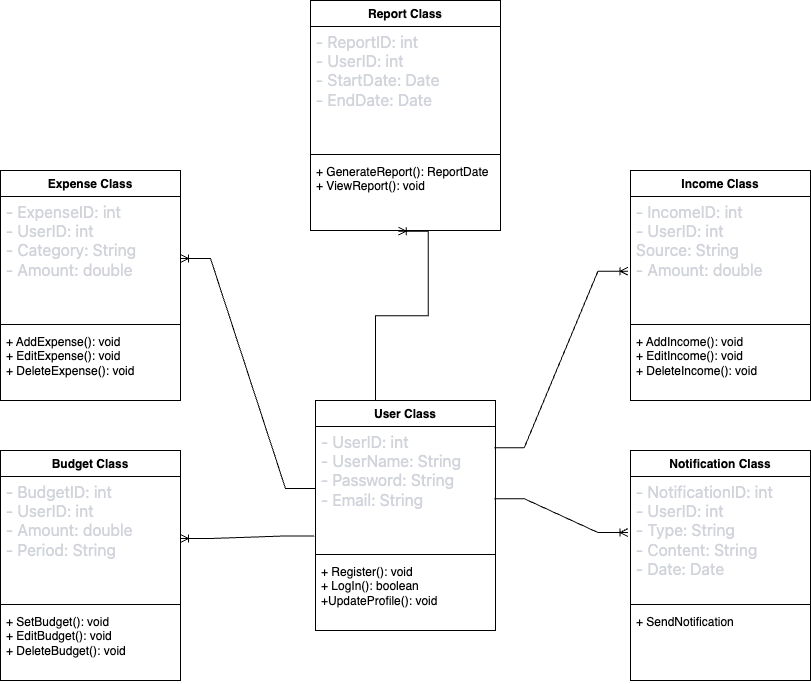 Report Class
- ReportID: int
- UserID: int
- StartDate: Date
- EndDate: Date
+ GenerateReport(): ReportDate
+ ViewReport(): void
Expense Class
- ExpenseID: int
- UserID: int
- Category: String
- Amount: double
+ AddExpense(): void
+ EditExpense(): void
+ DeleteExpense(): void
Income Class
- IncomeID: int
- UserID: int
Source: String
- Amount: double
+ AddIncome(): void
+ EditIncome(): void
+ DeleteIncome(): void
User Class
- UserID: int
- UserName: String
- Password: String
- Email: String
+ Register(): void
+ LogIn(): boolean
+UpdateProfile(): void
Budget Class
- BudgetID: int
- UserID: int
- Amount: double
- Period: String
+ SetBudget(): void
+ EditBudget(): void
+ DeleteBudget(): void
Notification Class
- NotificationID: int
- UserID: int
- Type: String
- Content: String
- Date: Date
+ SendNotification